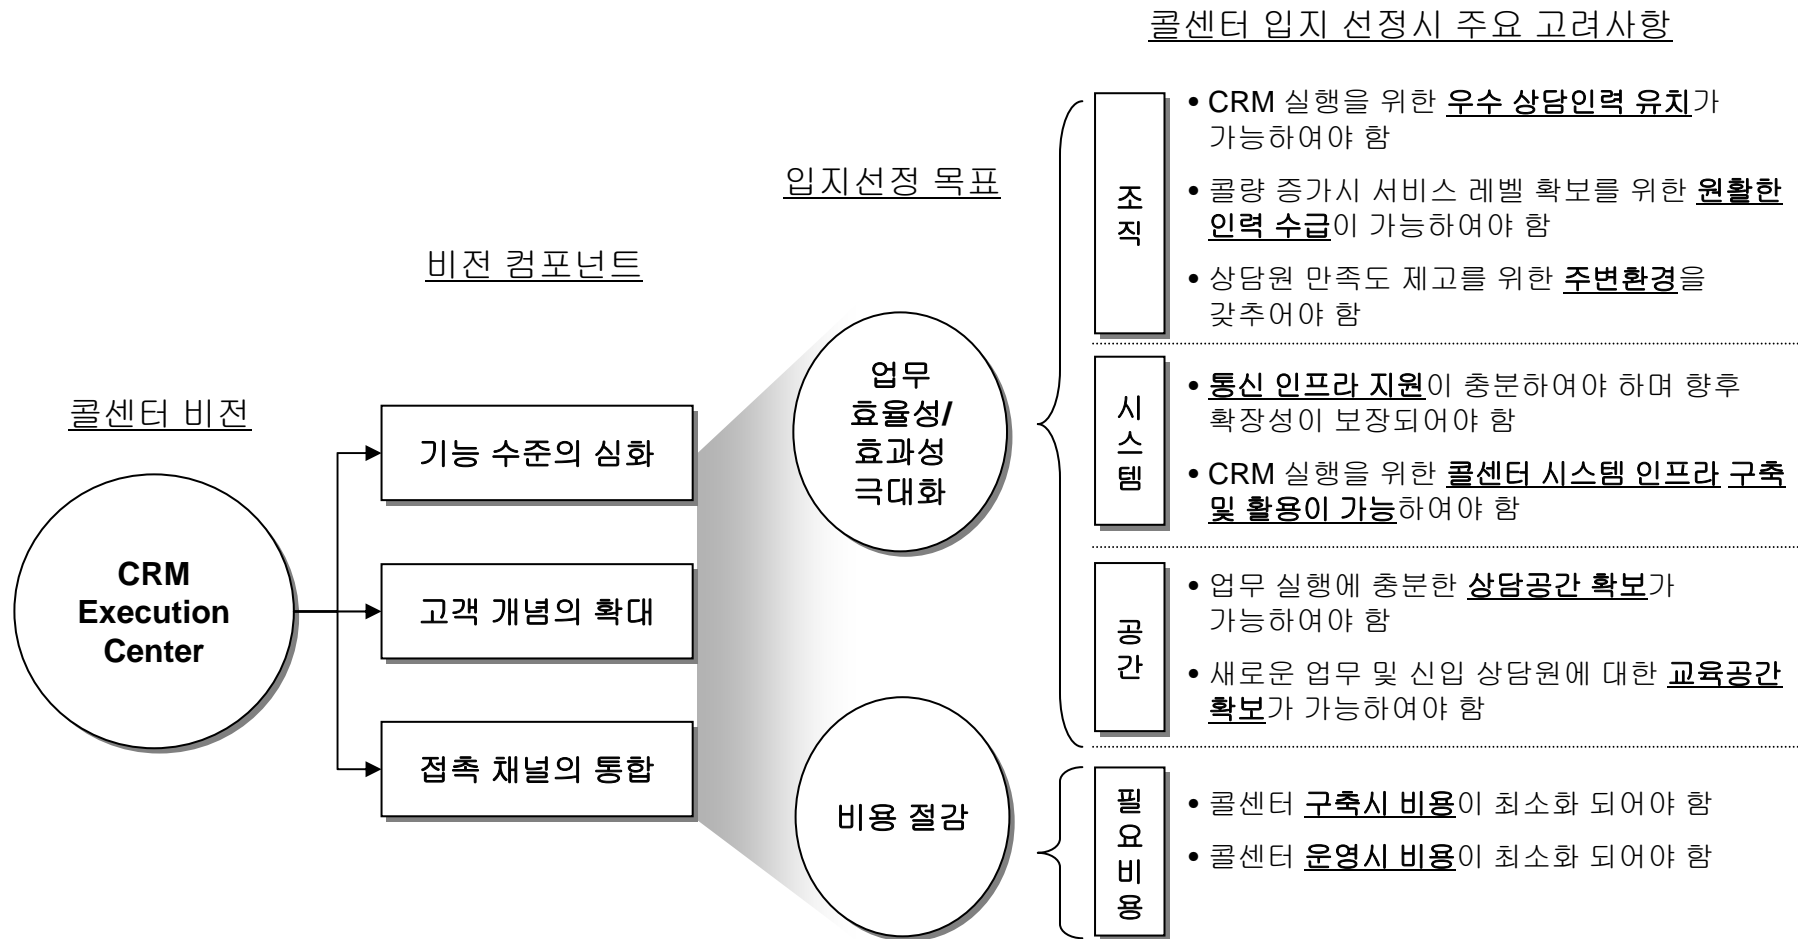 콜센터 입지 선정시 주요 고려사항
입지선정 목표
비전 컴포넌트
콜센터 비전
CRM
Execution
Center
기능 수준의 심화
고객 개념의 확대
접촉 채널의 통합
업무
효율성/
효과성
극대화
비용 절감
조
직
• CRM 실행을 위한 우수 상담인력 유치가
가능하여야 함
• 콜량 증가시 서비스 레벨 확보를 위한 원활한
인력 수급이 가능하여야 함
• 상담원 만족도 제고를 위한 주변환경을
갖추어야 함
시
스
템
• 통신 인프라 지원이 충분하여야 하며 향후
확장성이 보장되어야 함
• CRM 실행을 위한 콜센터 시스템 인프라 구축
및 활용이 가능하여야 함
공
간
• 업무 실행에 충분한 상담공간 확보가
가능하여야 함
• 새로운 업무 및 신입 상담원에 대한 교육공간
확보가 가능하여야 함
필
요
비
용
• 콜센터 구축시 비용이 최소화 되어야 함
• 콜센터 운영시 비용이 최소화 되어야 함